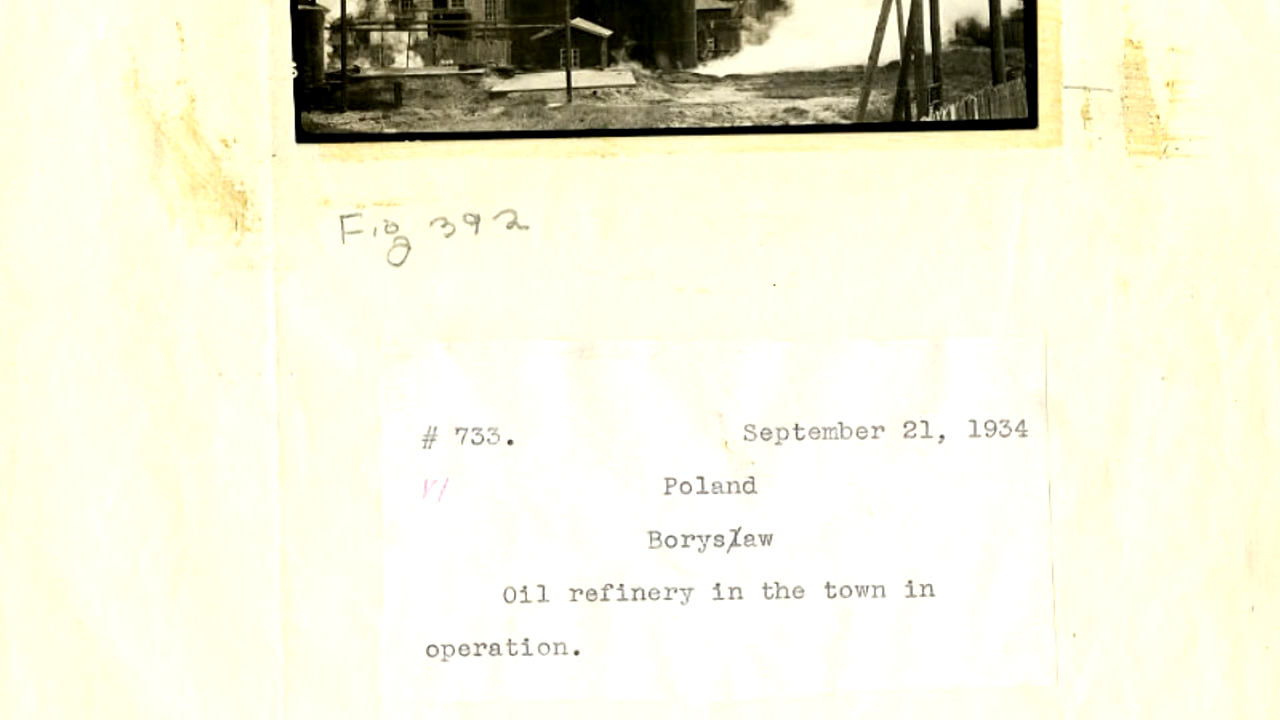 Fig 392
# 733. September 21, 1934
Poland
Borysław
Oil refinery in the town in
operation.